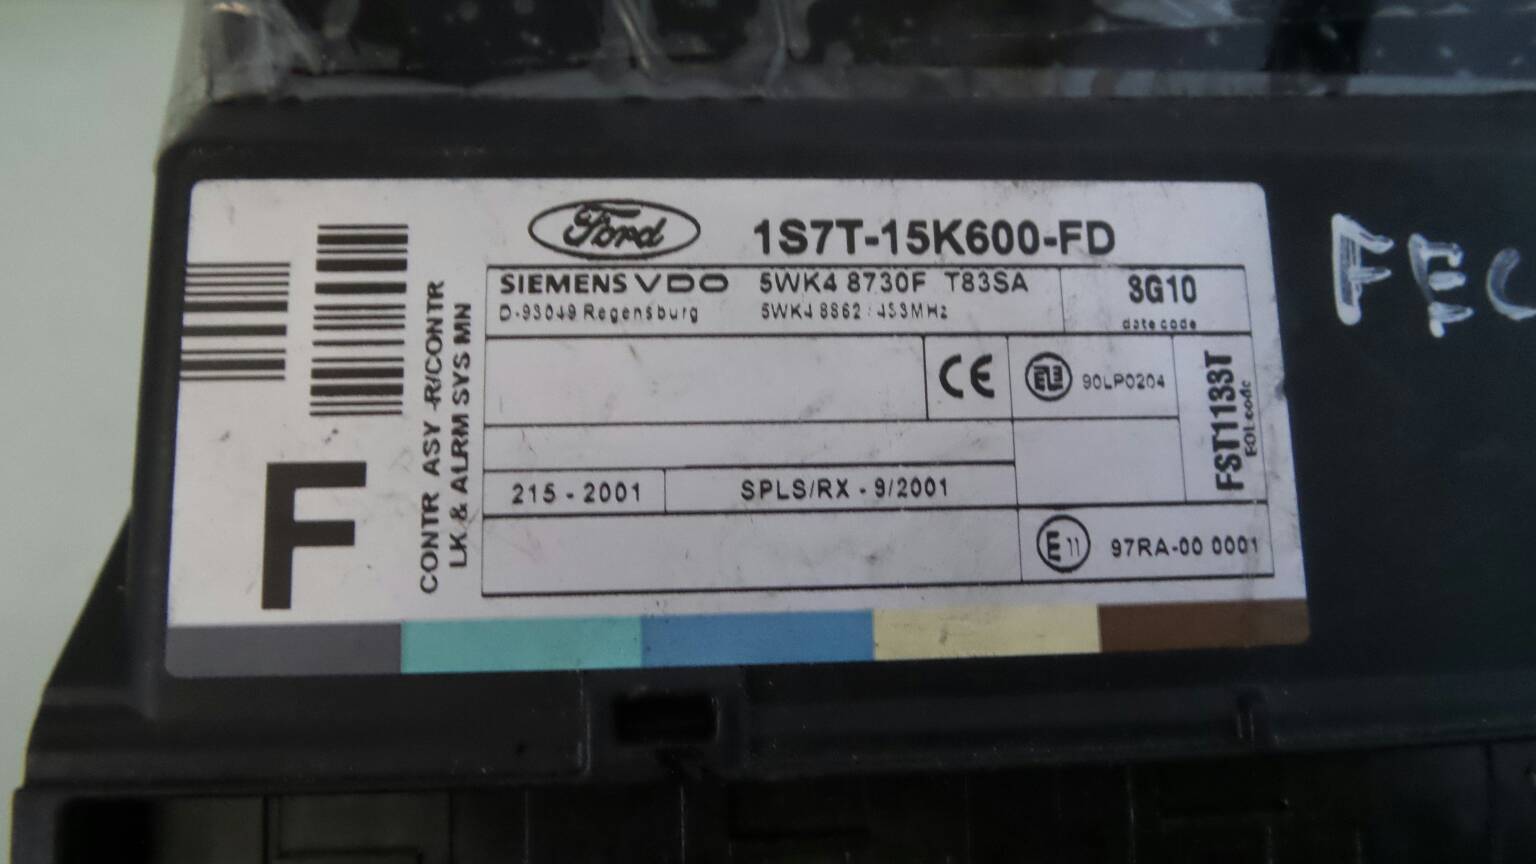 Ford 1S7T-15K600-FD
SIEMENS VDO 5WK4 8730F T83SA 3G10
D-93049 Regensburg 5WK4 8862 / 433MHz date code
CE 90LP0204
FST1133T
EOL code
215 - 2001 SPLS/RX - 9/2001
E11 97RA-00 0001
CONTR ASY -R/CONTR
LK & ALRM SYS MN
F
FEC